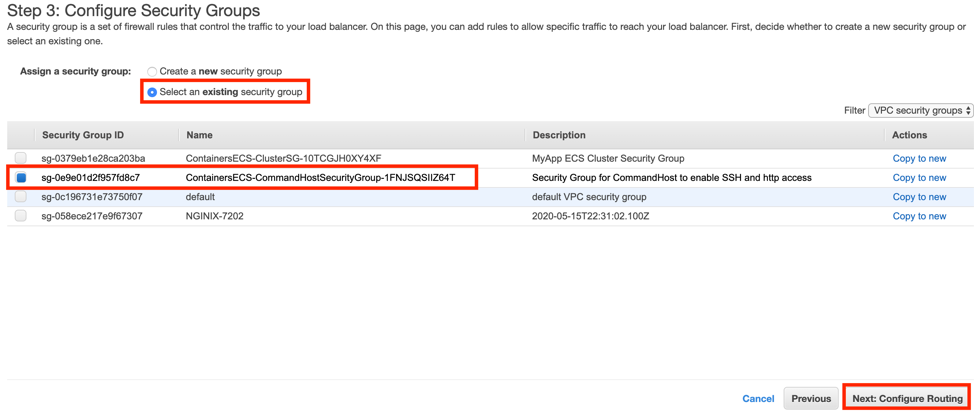 Step 3: Configure Security Groups
A security group is a set of firewall rules that control the traffic to your load balancer. On this page, you can add rules to allow specific traffic to reach your load balancer. First, decide whether to create a new security group or
select an existing one.
Assign a security group: Create a new security group
Select an existing security group
Filter VPC security groups
Security Group ID Name Description Actions
sg-0379eb1e28ca203ba ContainersECS-ClusterSG-10TCGJH0XY4XF MyApp ECS Cluster Security Group Copy to new
sg-0e9e01d2f957fd8c7 ContainersECS-CommandHostSecurityGroup-1FNJSQSIIZ64T Security Group for CommandHost to enable SSH and http access Copy to new
sg-0c196731e73750f07 default default VPC security group Copy to new
sg-058ece217e9f67307 NGINIX-7202 2020-05-15T22:31:02.100Z Copy to new
Cancel Previous Next: Configure Routing